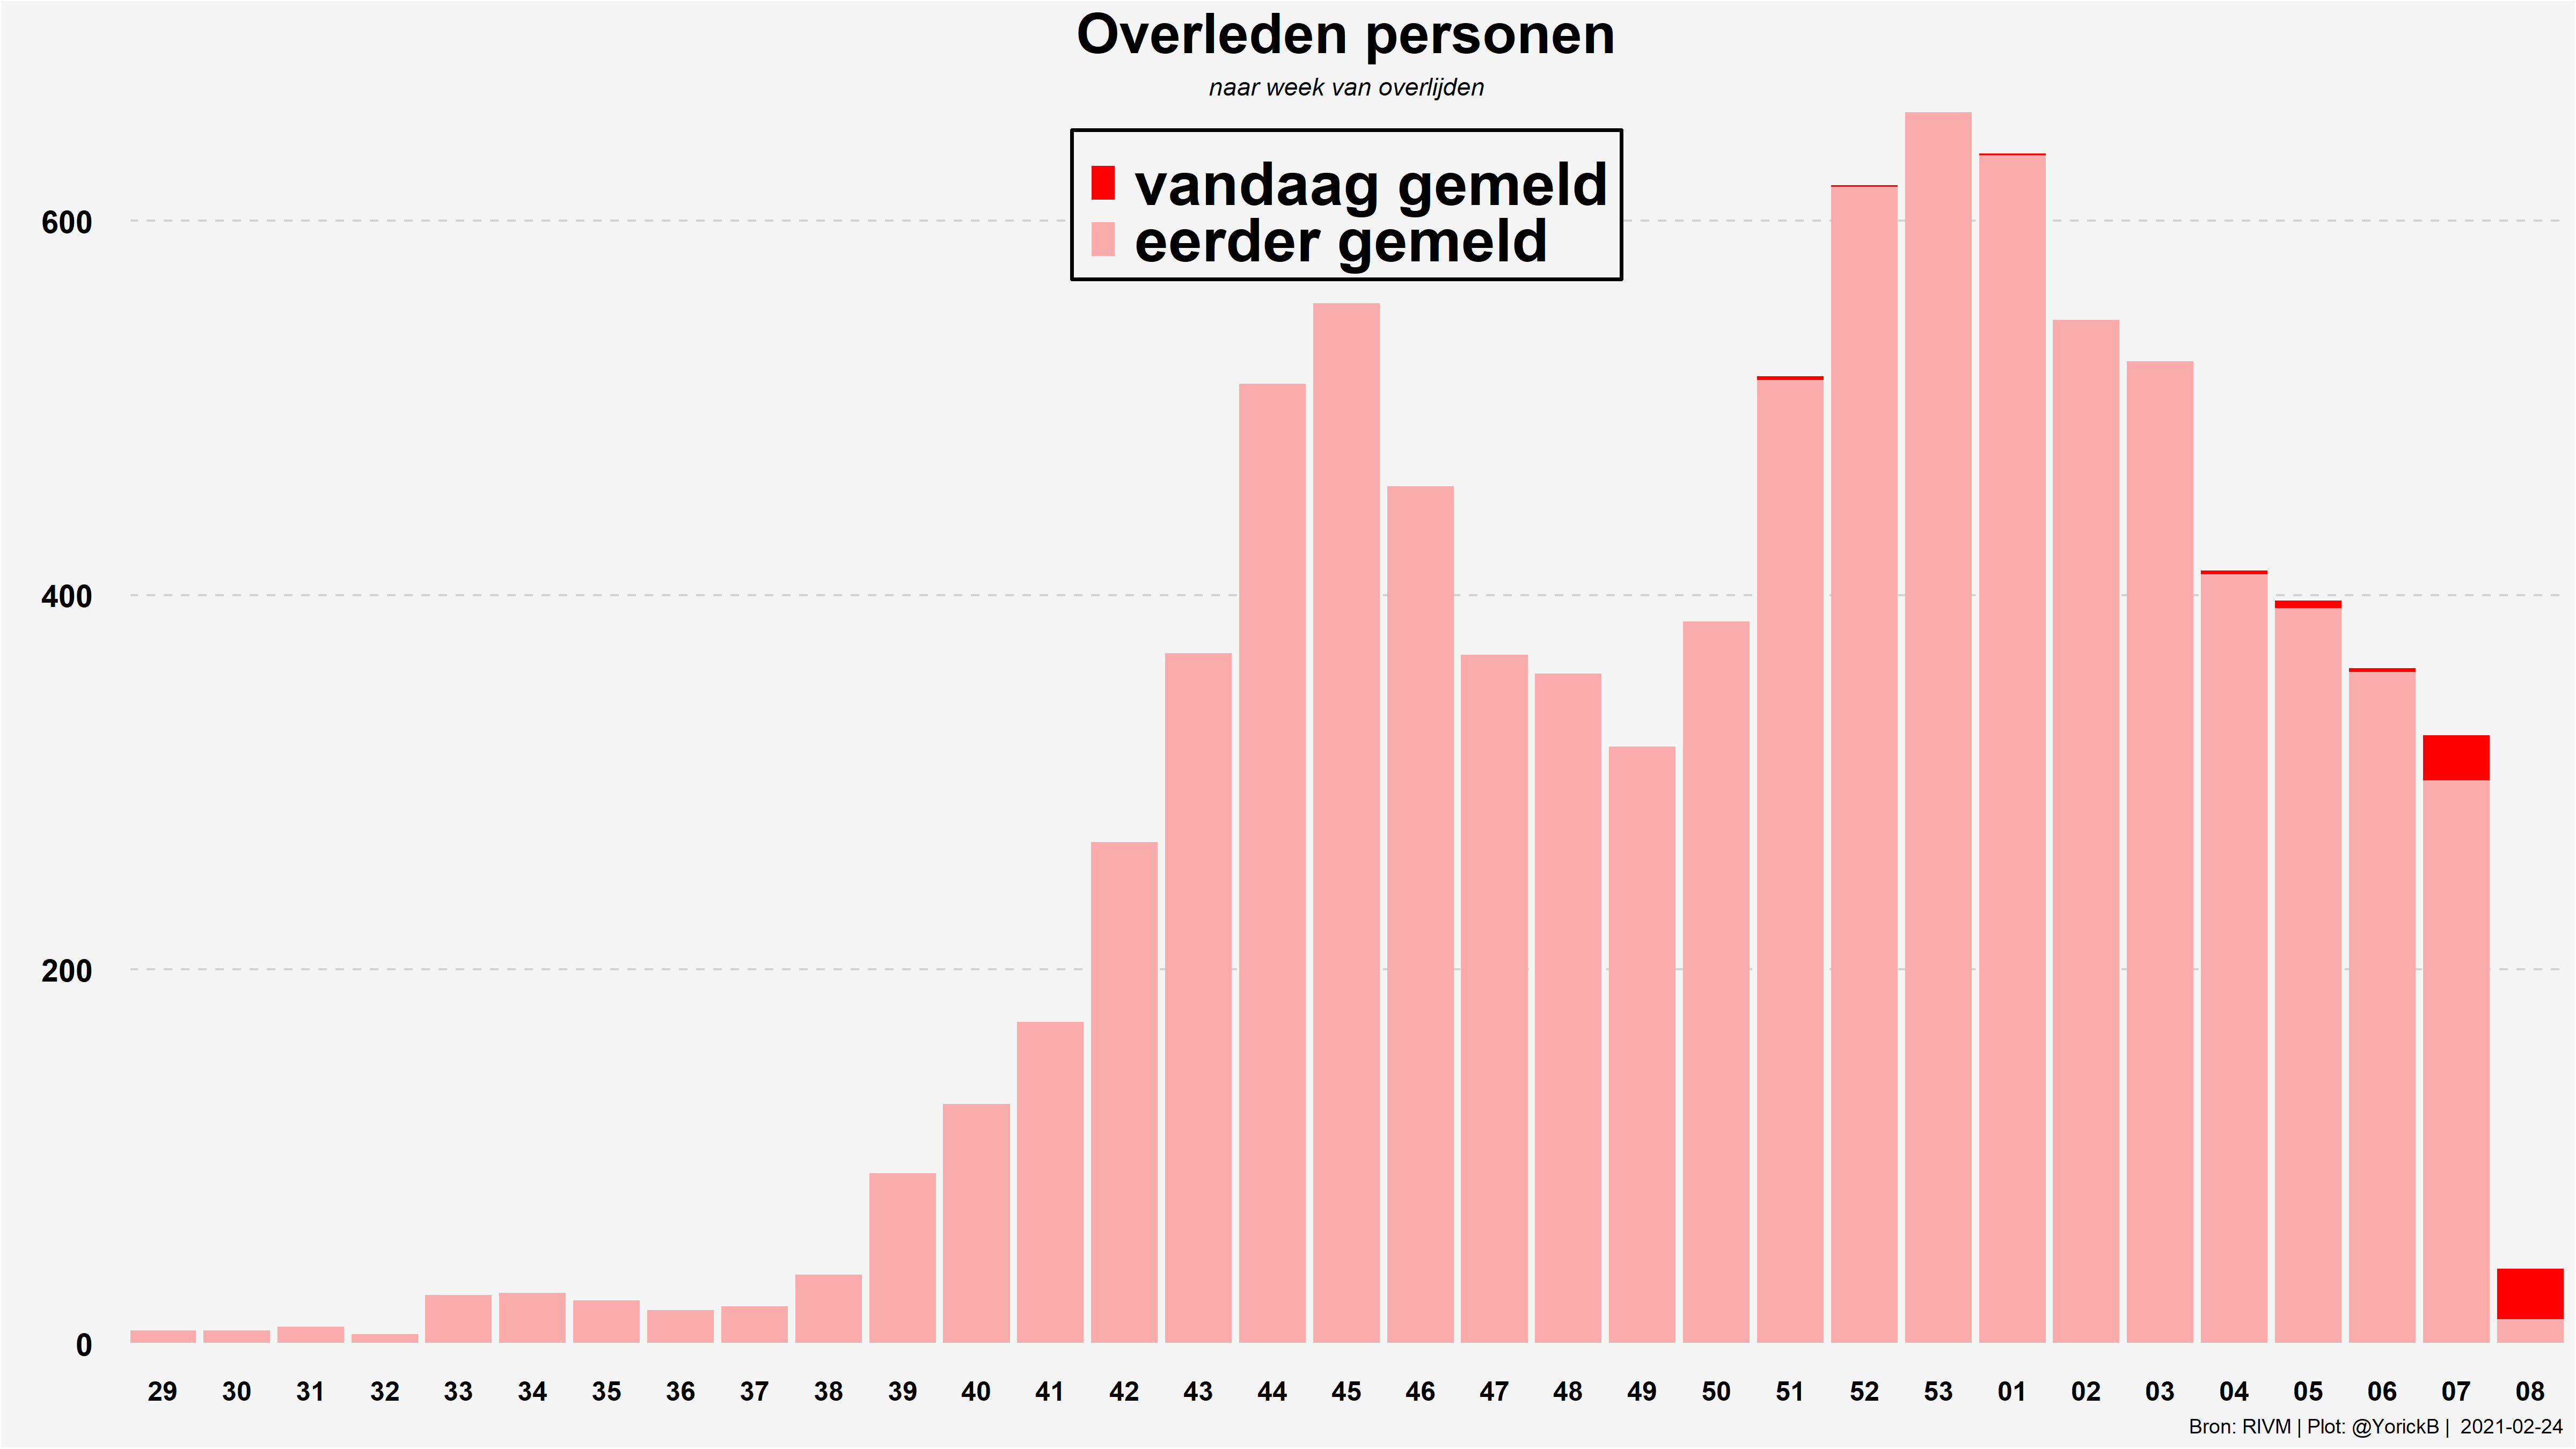 Overleden personen
naar week van overlijden
vandaag gemeld
eerder gemeld
600
400
200
0
29 30 31 32 33 34 35 36 37 38 39 40 41 42 43 44 45 46 47 48 49 50 51 52 53 01 02 03 04 05 06 07 08
Bron: RIVM | Plot: @YorickB | 2021-02-24